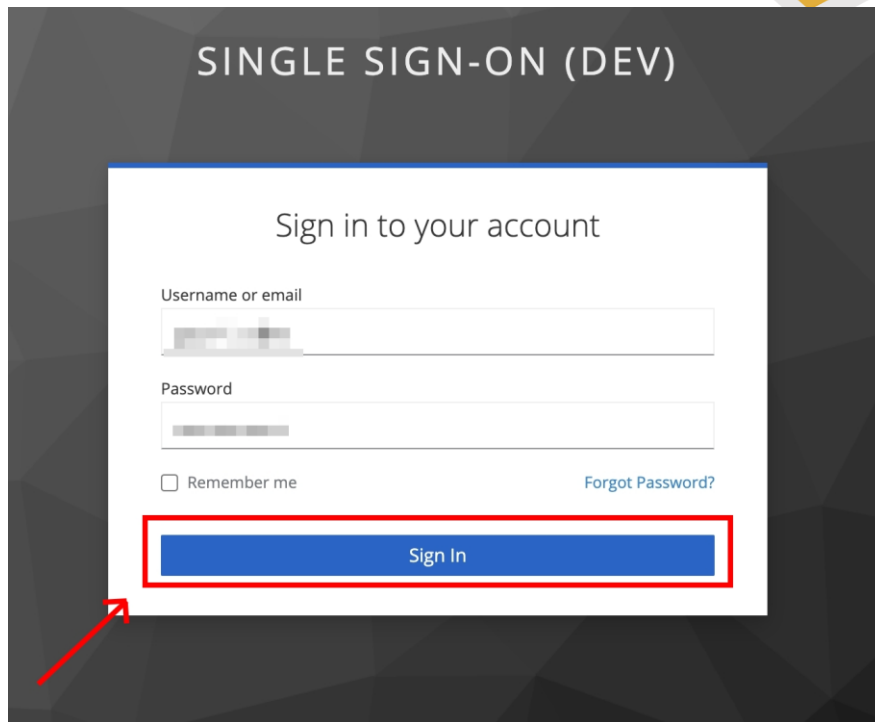 SINGLE SIGN-ON (DEV)
Sign in to your account
Username or email
Password
Remember me
Forgot Password?
Sign In